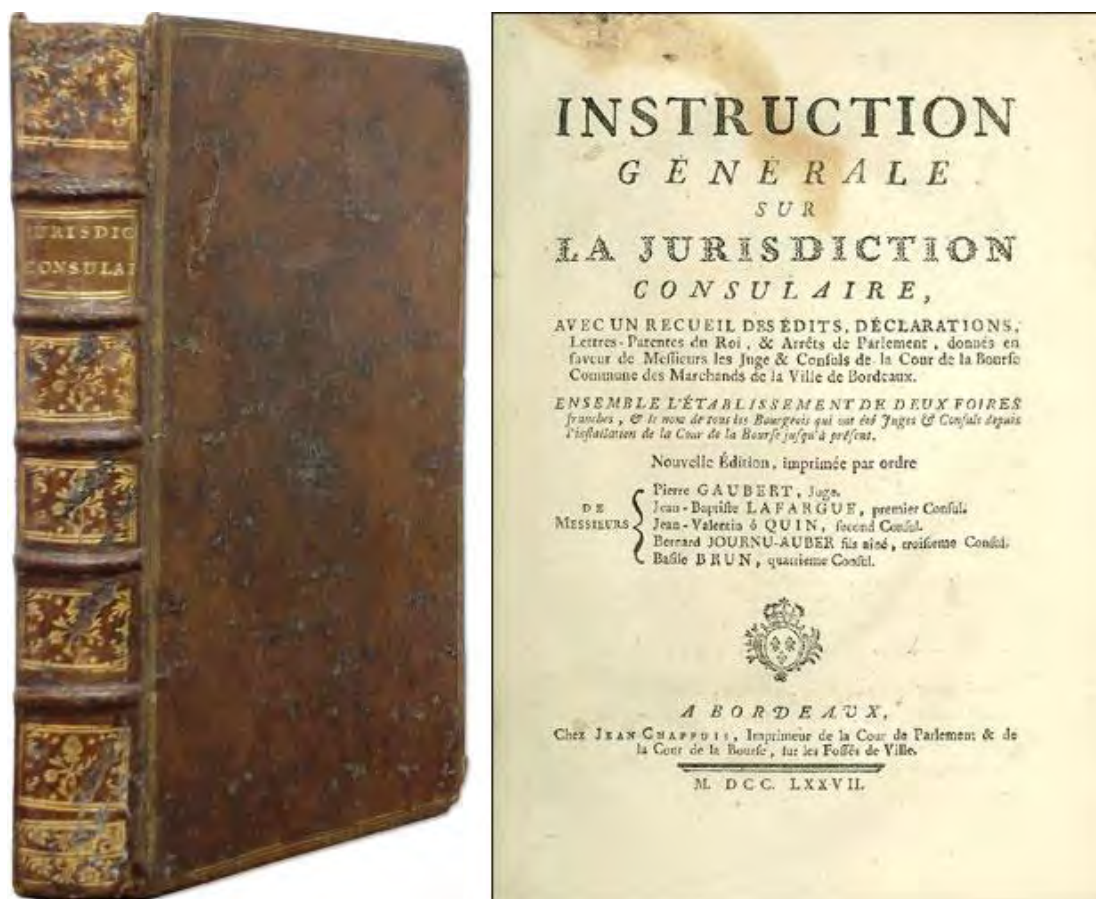 JURISDIC
CONSULAI
INSTRUCTION
GÉNÉRALE
SUR
LA JURISDICTION
CONSULAIRE,
AVEC UN RECUEIL DES ÉDITS, DÉCLARATIONS,
Lettres-Patentes du Roi, & Arrêts de Parlement, donnés en
faveur de Messieurs les Juge & Consuls de la Cour de la Bourse
Commune des Marchands de la Ville de Bordeaux.
ENSEMBLE L'ÉTABLISSEMENT DE DEUX FOIRES
franches, & le nom de tous les Bourgeois qui ont été Juges & Consuls depuis
l'installation de la Cour de la Bourse jusqu'à présent.
Nouvelle Édition, imprimée par ordre
DE
MESSIEURS
Pierre GAUBERT, Juge.
Jean-Baptiste LAFARGUE, premier Consul.
Jean-Valentin ô QUIN, second Consul.
Bernard JOURNU-AUBER fils aîné, troisieme Consul.
Basile BRUN, quatrieme Consul.
A BORDEAUX,
Chez JEAN CHAPPUIS, Imprimeur de la Cour de Parlement & de
la Cour de la Bourse, sur les Fossés de Ville.
M. DCC. LXXVII.